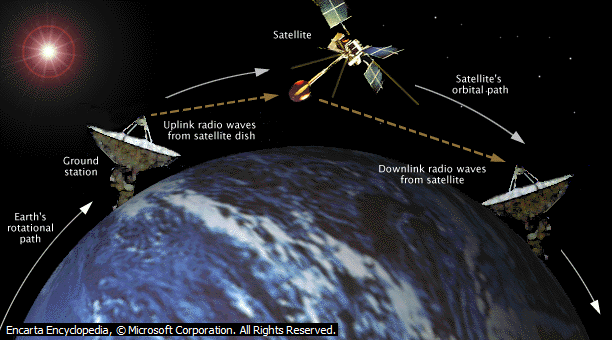 Satellite
Satellite's
orbital path
Uplink radio waves
from satellite dish
Ground
station
Downlink radio waves
from satellite
Earth's
rotational path
Encarta Encyclopedia, © Microsoft Corporation. All Rights Reserved.